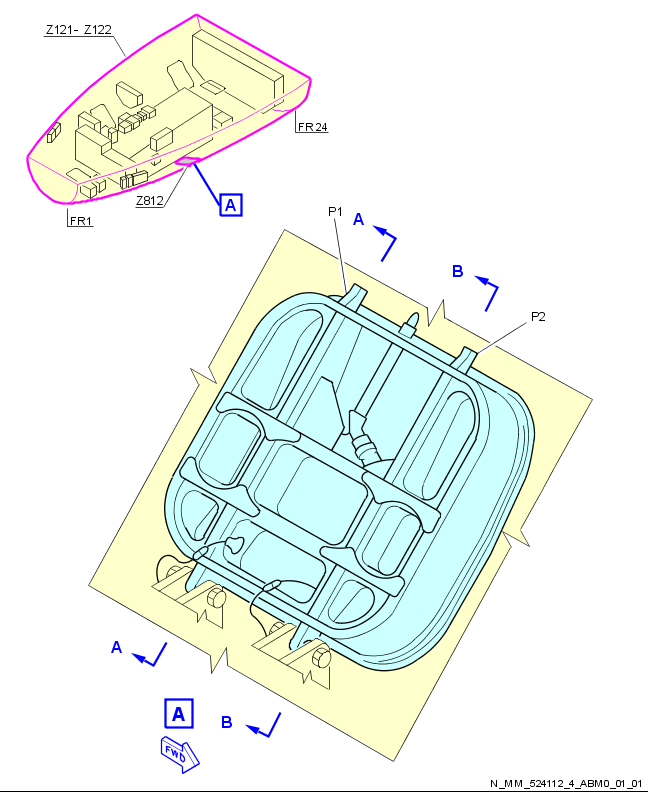 Z121- Z122
FR24
Z812
A
FR1
P1
A
B
P2
A
A
B
FWD
N_MM_524112_4_ABM0_01_01